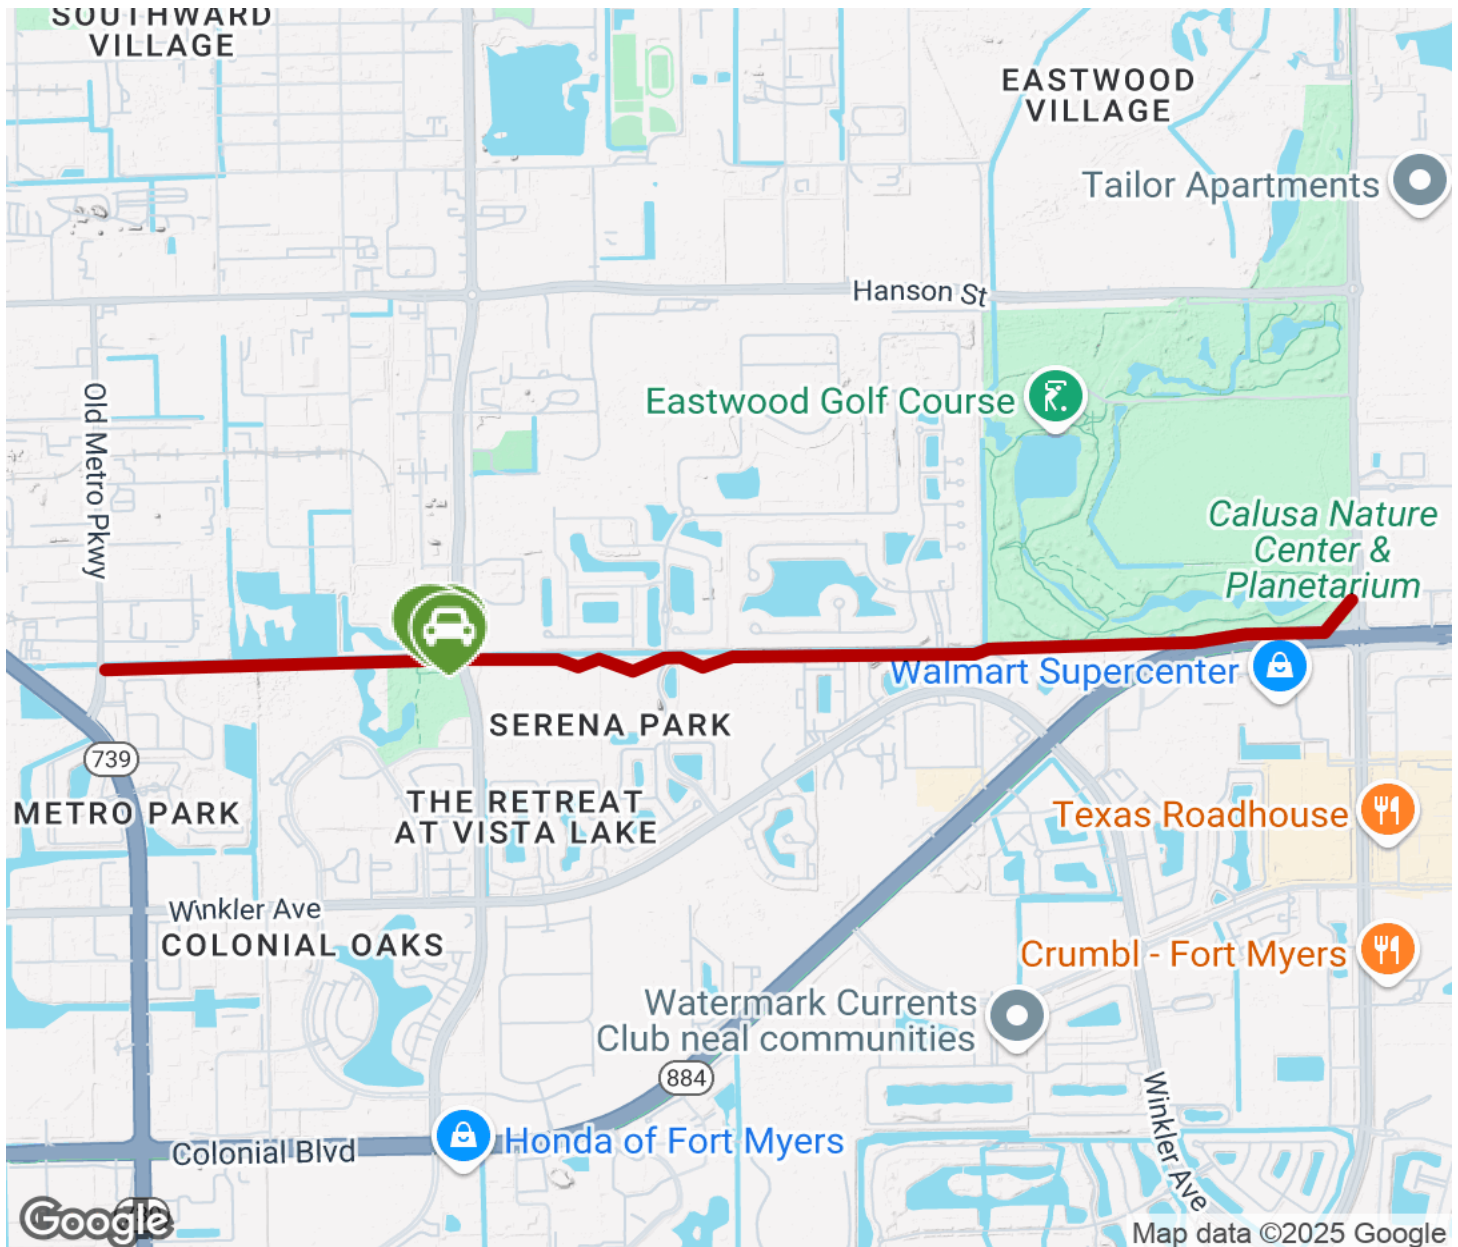 SOUTHWARD
VILLAGE
EASTWOOD
VILLAGE
Tailor Apartments
Hanson St
Old Metro Pkwy
Eastwood Golf Course
Calusa Nature
Center &
Planetarium
Walmart Supercenter
SERENA PARK
739
METRO PARK
THE RETREAT
AT VISTA LAKE
Texas Roadhouse
Winkler Ave
COLONIAL OAKS
Crumbl - Fort Myers
Watermark Currents
Club neal communities
884
Winkler Ave
Honda of Fort Myers
Colonial Blvd
Google
Map data ©2025 Google